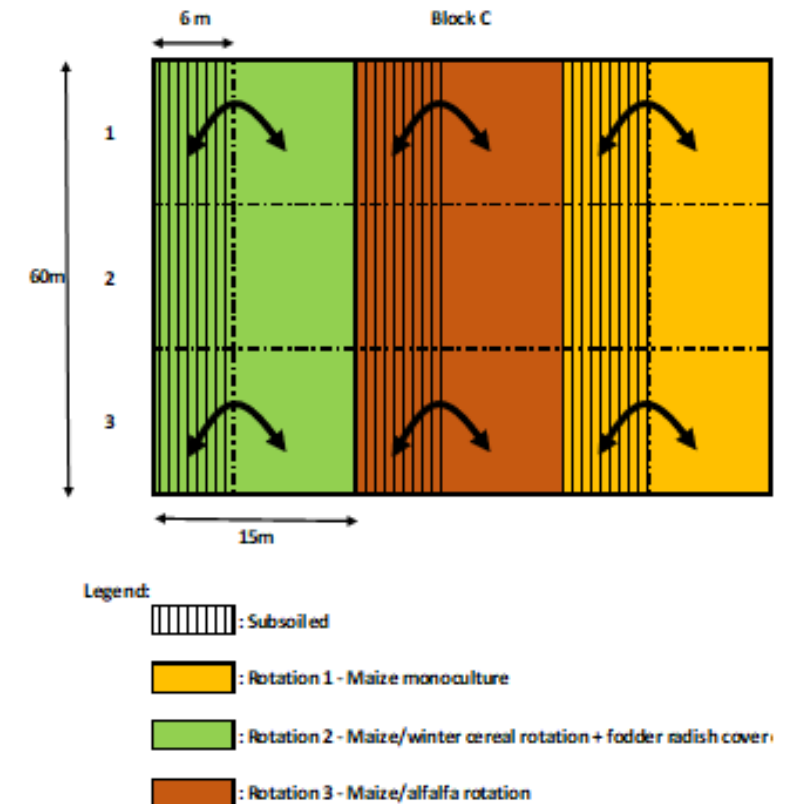 6 m
Block C
1
60m
2
3
15m
Legend:
: Subsoiled
: Rotation 1 - Maize monoculture
: Rotation 2 - Maize/winter cereal rotation + fodder radish cover
: Rotation 3 - Maize/alfalfa rotation